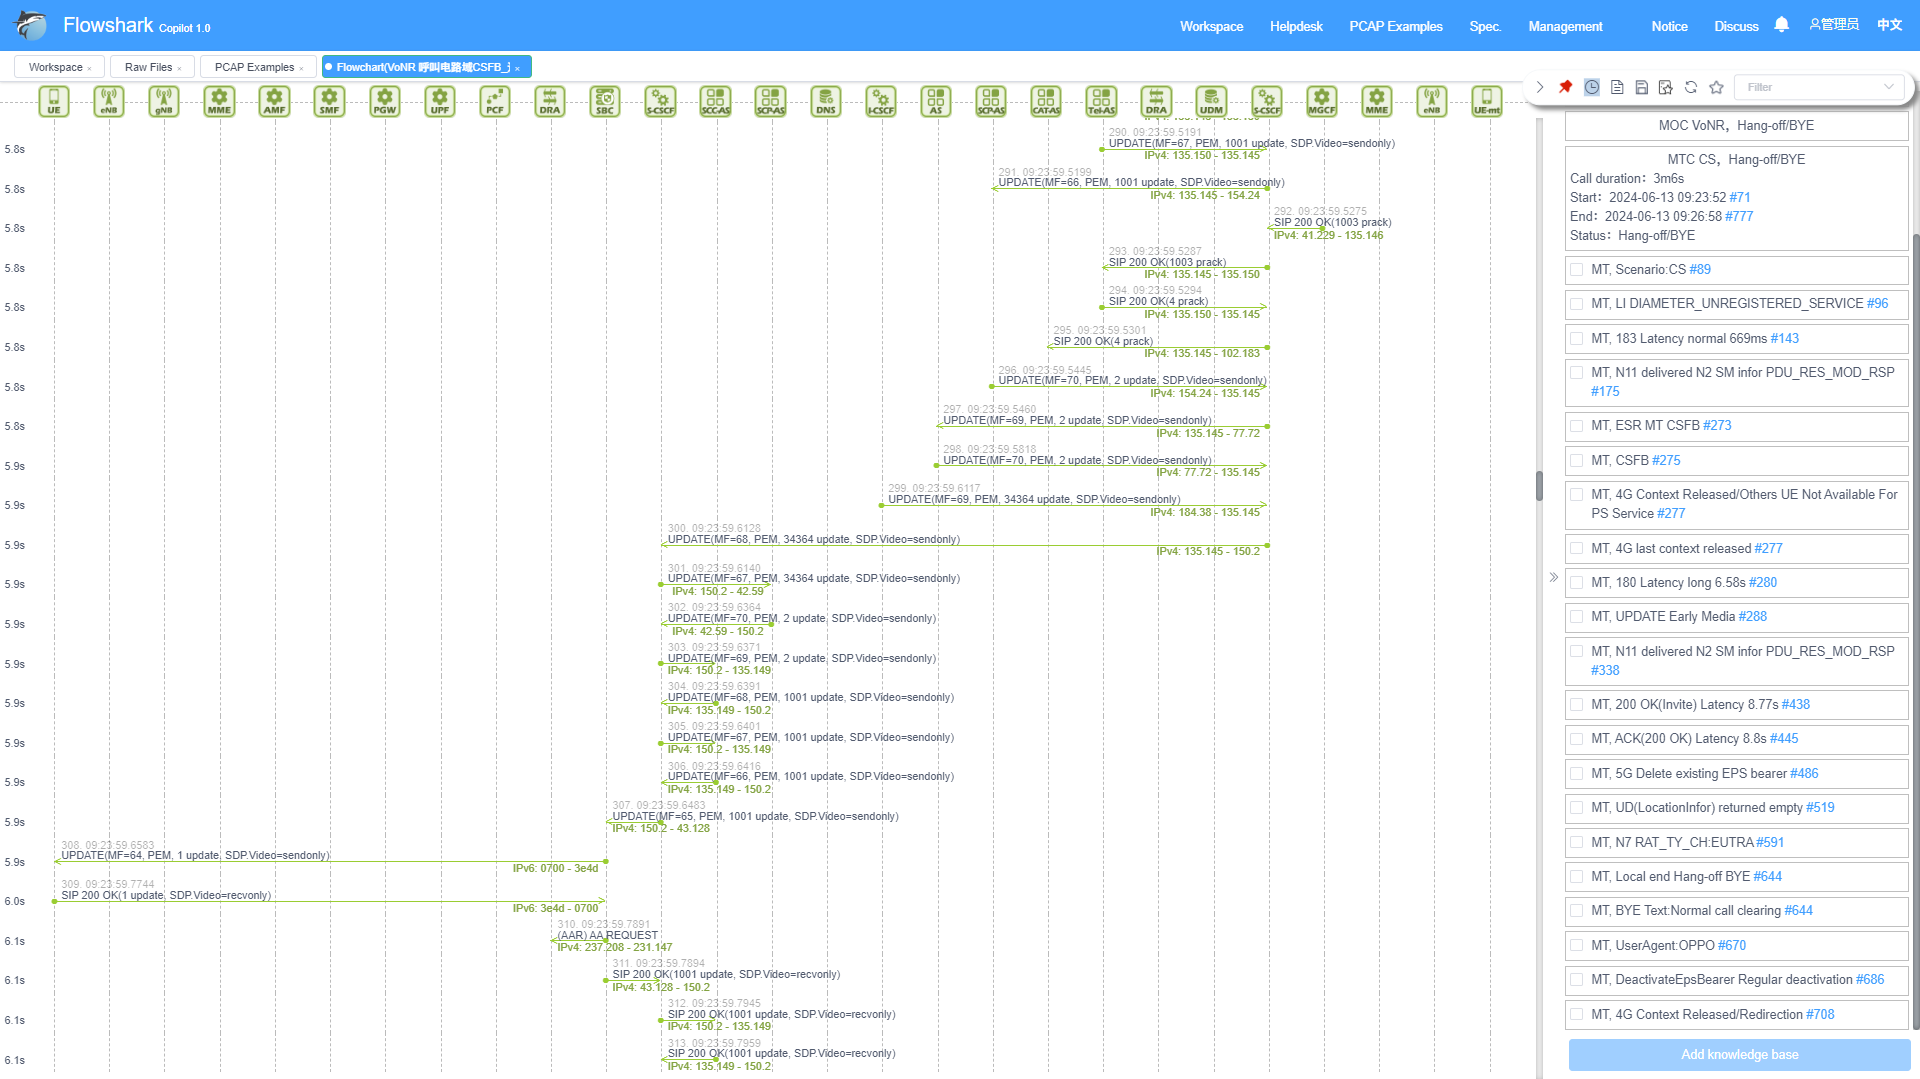 Flowshark Copilot 1.0
Workspace Helpdesk PCAP Examples Spec. Management Notice Discuss 管理员 中文
Workspace × Raw Files × PCAP Examples × Flowchart(VoNR 呼叫电路域CSFB_ ×
Filter
UE eNB gNB MME AMF SMF PGW UPF PCF DRA SBC S-CSCF SCC-AS SCP-AS DNS I-CSCF AS SCP-AS CAT-AS Tel-AS DRA UDM S-CSCF MGCF MME eNB UE-mt
290. 09:23:59.5191
5.8s UPDATE(MF=67, PEM, 1001 update, SDP.Video=sendonly)
IPv4: 135.150 - 135.145
291. 09:23:59.5199
5.8s UPDATE(MF=66, PEM, 1001 update, SDP.Video=sendonly)
IPv4: 135.145 - 154.24
292. 09:23:59.5275
5.8s SIP 200 OK(1003 prack)
IPv4: 41.229 - 135.146
293. 09:23:59.5287
5.8s SIP 200 OK(1003 prack)
IPv4: 135.145 - 135.150
294. 09:23:59.5294
5.8s SIP 200 OK(4 prack)
IPv4: 135.150 - 135.145
295. 09:23:59.5301
5.8s SIP 200 OK(4 prack)
IPv4: 135.145 - 102.183
296. 09:23:59.5445
5.8s UPDATE(MF=70, PEM, 2 update, SDP.Video=sendonly)
IPv4: 154.24 - 135.145
297. 09:23:59.5460
5.8s UPDATE(MF=69, PEM, 2 update, SDP.Video=sendonly)
IPv4: 135.145 - 77.72
298. 09:23:59.5818
5.9s UPDATE(MF=70, PEM, 2 update, SDP.Video=sendonly)
IPv4: 77.72 - 135.145
299. 09:23:59.6117
5.9s UPDATE(MF=69, PEM, 34364 update, SDP.Video=sendonly)
IPv4: 184.38 - 135.145
300. 09:23:59.6128
5.9s UPDATE(MF=68, PEM, 34364 update, SDP.Video=sendonly)
IPv4: 135.145 - 150.2
301. 09:23:59.6140
5.9s UPDATE(MF=67, PEM, 34364 update, SDP.Video=sendonly)
IPv4: 150.2 - 42.59
302. 09:23:59.6364
5.9s UPDATE(MF=70, PEM, 2 update, SDP.Video=sendonly)
IPv4: 42.59 - 150.2
303. 09:23:59.6371
5.9s UPDATE(MF=69, PEM, 2 update, SDP.Video=sendonly)
IPv4: 150.2 - 135.149
304. 09:23:59.6391
5.9s UPDATE(MF=68, PEM, 1001 update, SDP.Video=sendonly)
IPv4: 135.149 - 150.2
305. 09:23:59.6401
5.9s UPDATE(MF=67, PEM, 1001 update, SDP.Video=sendonly)
IPv4: 150.2 - 135.149
306. 09:23:59.6416
5.9s UPDATE(MF=66, PEM, 1001 update, SDP.Video=sendonly)
IPv4: 135.149 - 150.2
307. 09:23:59.6483
5.9s UPDATE(MF=65, PEM, 1001 update, SDP.Video=sendonly)
IPv4: 150.2 - 43.128
308. 09:23:59.6583
5.9s UPDATE(MF=64, PEM, 1 update, SDP.Video=sendonly)
IPv6: 0700 - 3e4d
309. 09:23:59.7744
6.0s SIP 200 OK(1 update, SDP.Video=recvonly)
IPv6: 3e4d - 0700
310. 09:23:59.7891
6.1s (AAR) AA REQUEST
IPv4: 237.208 - 231.147
311. 09:23:59.7894
6.1s SIP 200 OK(1001 update, SDP.Video=recvonly)
IPv4: 43.128 - 150.2
312. 09:23:59.7945
6.1s SIP 200 OK(1001 update, SDP.Video=recvonly)
IPv4: 150.2 - 135.149
313. 09:23:59.7959
6.1s SIP 200 OK(1001 update, SDP.Video=recvonly)
IPv4: 135.149 - 150.2
MOC VoNR，Hang-off/BYE
MTC CS，Hang-off/BYE
Call duration：3m6s
Start：2024-06-13 09:23:52 #71
End：2024-06-13 09:26:58 #777
Status：Hang-off/BYE
MT, Scenario:CS #89
MT, LI DIAMETER_UNREGISTERED_SERVICE #96
MT, 183 Latency normal 669ms #143
MT, N11 delivered N2 SM infor PDU_RES_MOD_RSP
#175
MT, ESR MT CSFB #273
MT, CSFB #275
MT, 4G Context Released/Others UE Not Available For
PS Service #277
MT, 4G last context released #277
MT, 180 Latency long 6.58s #280
MT, UPDATE Early Media #288
MT, N11 delivered N2 SM infor PDU_RES_MOD_RSP
#338
MT, 200 OK(Invite) Latency 8.77s #438
MT, ACK(200 OK) Latency 8.8s #445
MT, 5G Delete existing EPS bearer #486
MT, UD(LocationInfor) returned empty #519
MT, N7 RAT_TY_CH:EUTRA #591
MT, Local end Hang-off BYE #644
MT, BYE Text:Normal call clearing #644
MT, UserAgent:OPPO #670
MT, DeactivateEpsBearer Regular deactivation #686
MT, 4G Context Released/Redirection #708
Add knowledge base